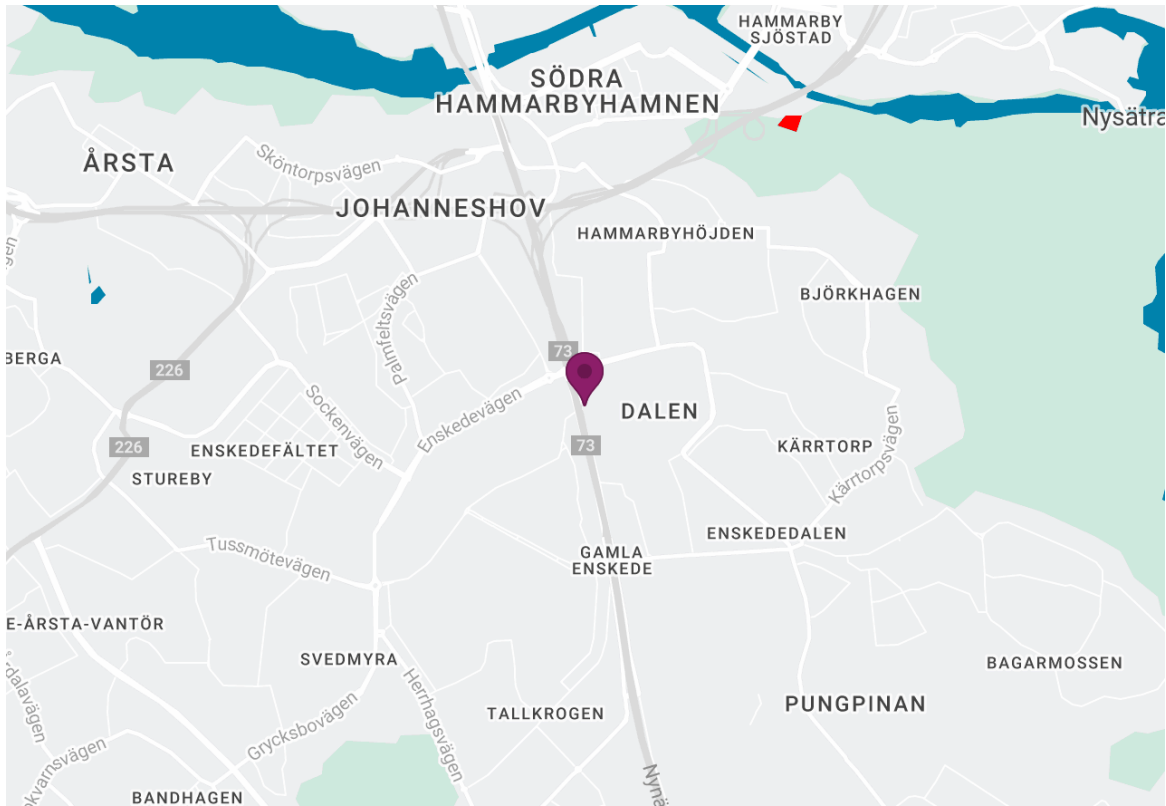 HAMMARBY
SJÖSTAD
SÖDRA
HAMMARBYHAMNEN
Nysätra
ÅRSTA
Sköntorpsvägen
JOHANNESHOV
HAMMARBYHÖJDEN
BJÖRKHAGEN
Palmfeltsvägen
BERGA
73
226
Enskedevägen
DALEN
Sockenvägen
226
ENSKEDEFÄLTET
73
KÄRRTORP
Kärrtorpsvägen
STUREBY
ENSKEDEDALEN
Tussmötevägen
GAMLA
ENSKEDE
E-ÅRSTA-VANTÖR
SVEDMYRA
BAGARMOSSEN
Herrhagsvägen
PUNGPINAN
TALLKROGEN
Grycksbovägen
BANDHAGEN